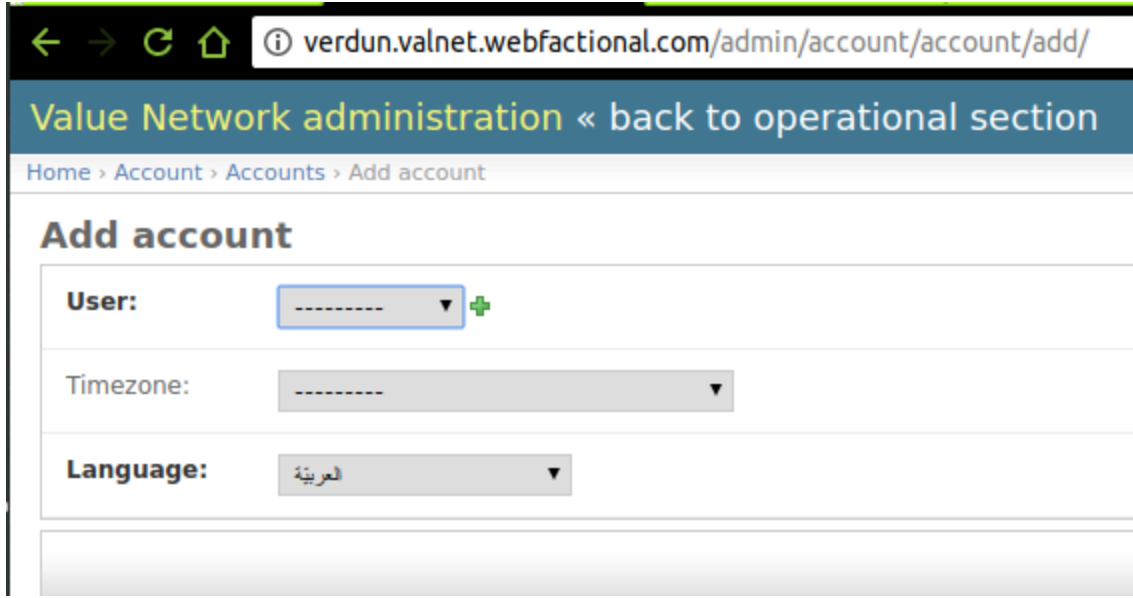 verdun.valnet.webfactional.com/admin/account/account/add/
Value Network administration « back to operational section
Home › Account › Accounts › Add account
Add account
User: ---------
Timezone: ---------
Language: العربيّة